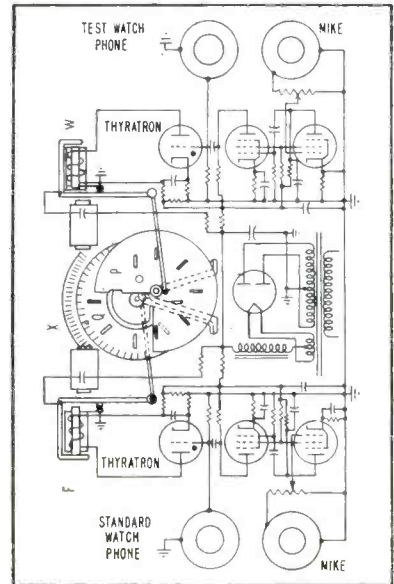 TEST WATCH
PHONE
MIKE
W
THYRATRON
X
THYRATRON
F
STANDARD
WATCH
PHONE
MIKE